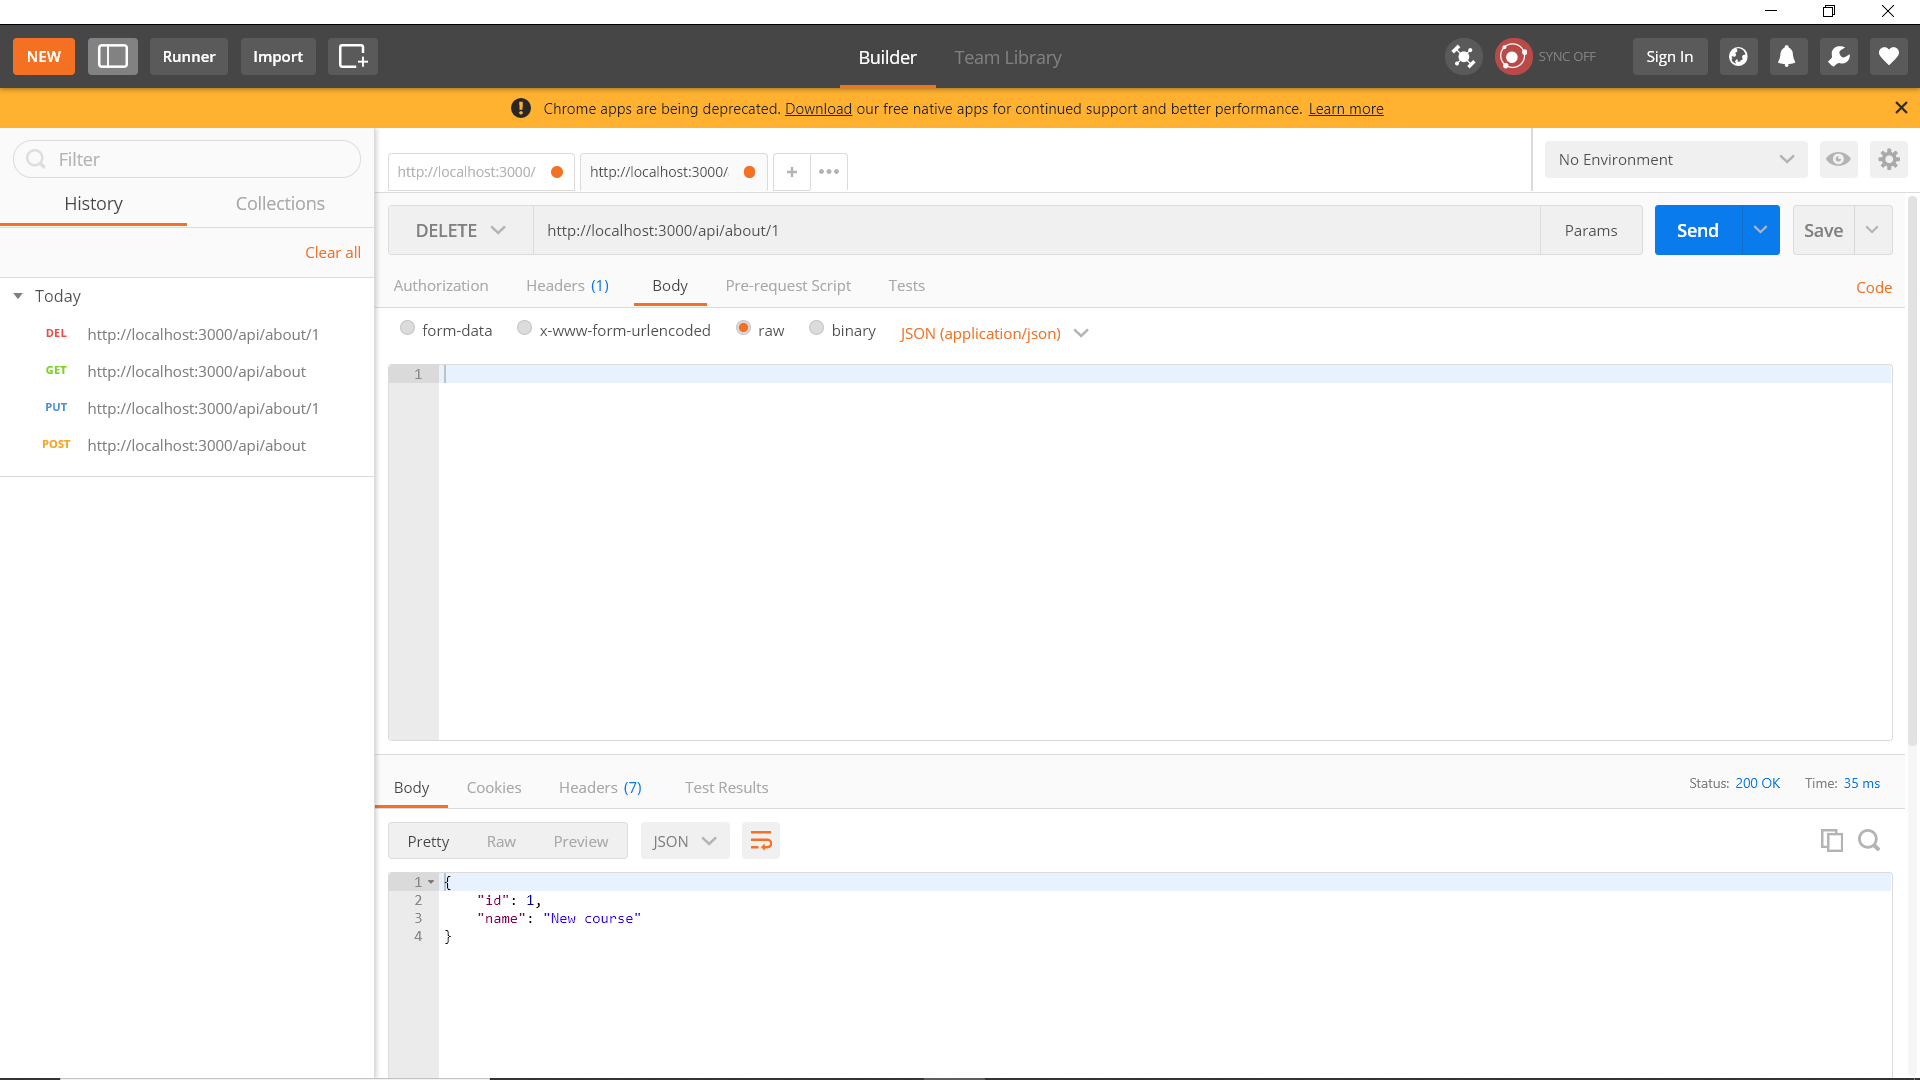 NEW
Runner
Import
Builder
Team Library
SYNC OFF
Sign In
Chrome apps are being deprecated. Download our free native apps for continued support and better performance. Learn more
Filter
History
Collections
Clear all
Today
DEL http://localhost:3000/api/about/1
GET http://localhost:3000/api/about
PUT http://localhost:3000/api/about/1
POST http://localhost:3000/api/about
http://localhost:3000/
http://localhost:3000/
No Environment
DELETE
http://localhost:3000/api/about/1
Params
Send
Save
Authorization
Headers (1)
Body
Pre-request Script
Tests
Code
form-data
x-www-form-urlencoded
raw
binary
JSON (application/json)
1
Body
Cookies
Headers (7)
Test Results
Status: 200 OK
Time: 35 ms
Pretty
Raw
Preview
JSON
1 {
2 "id": 1,
3 "name": "New course"
4 }